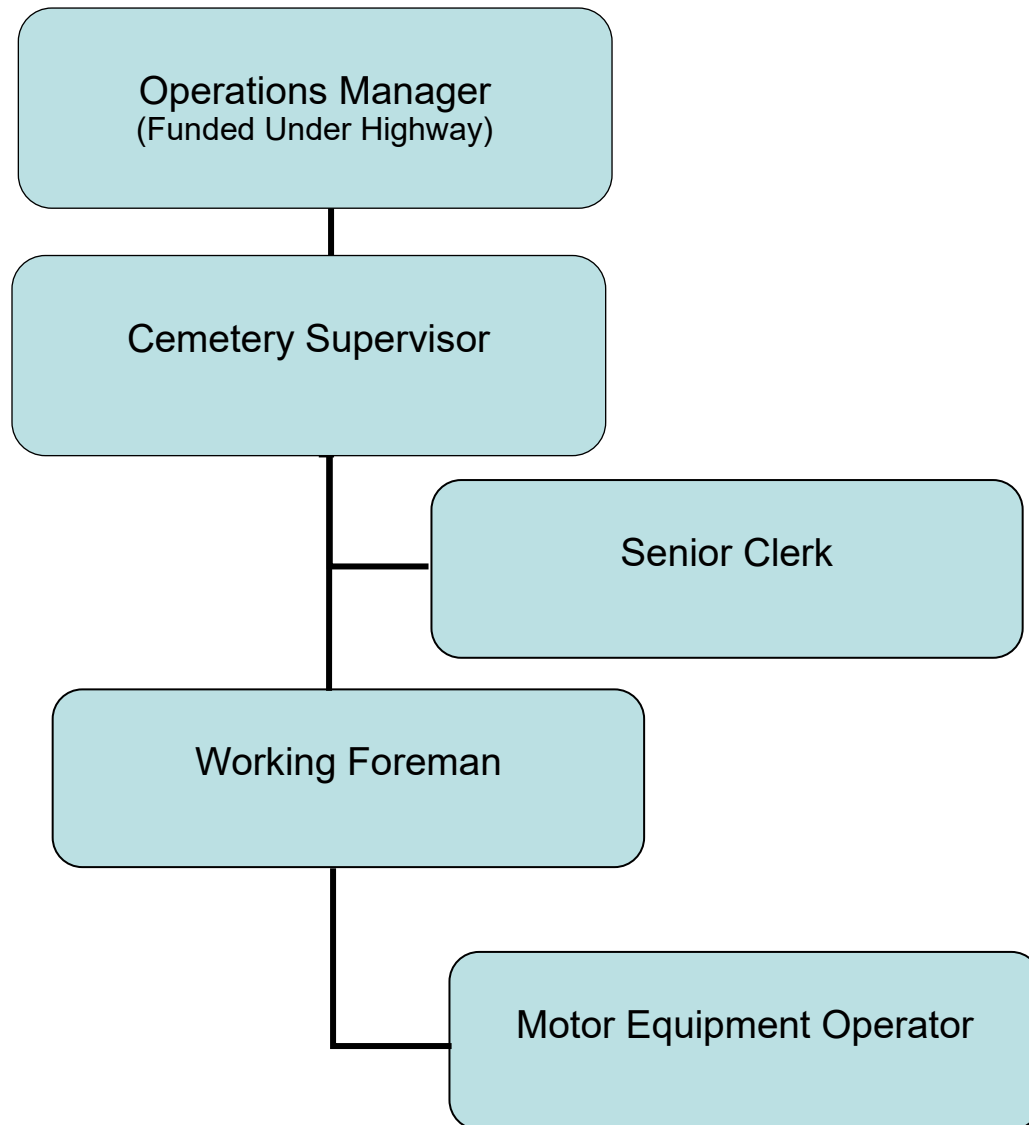 Operations Manager
(Funded Under Highway)
Cemetery Supervisor
Senior Clerk
Working Foreman
Motor Equipment Operator